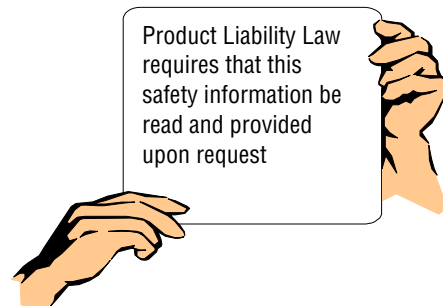 Product Liability Law
requires that this
safety information be
read and provided
upon request